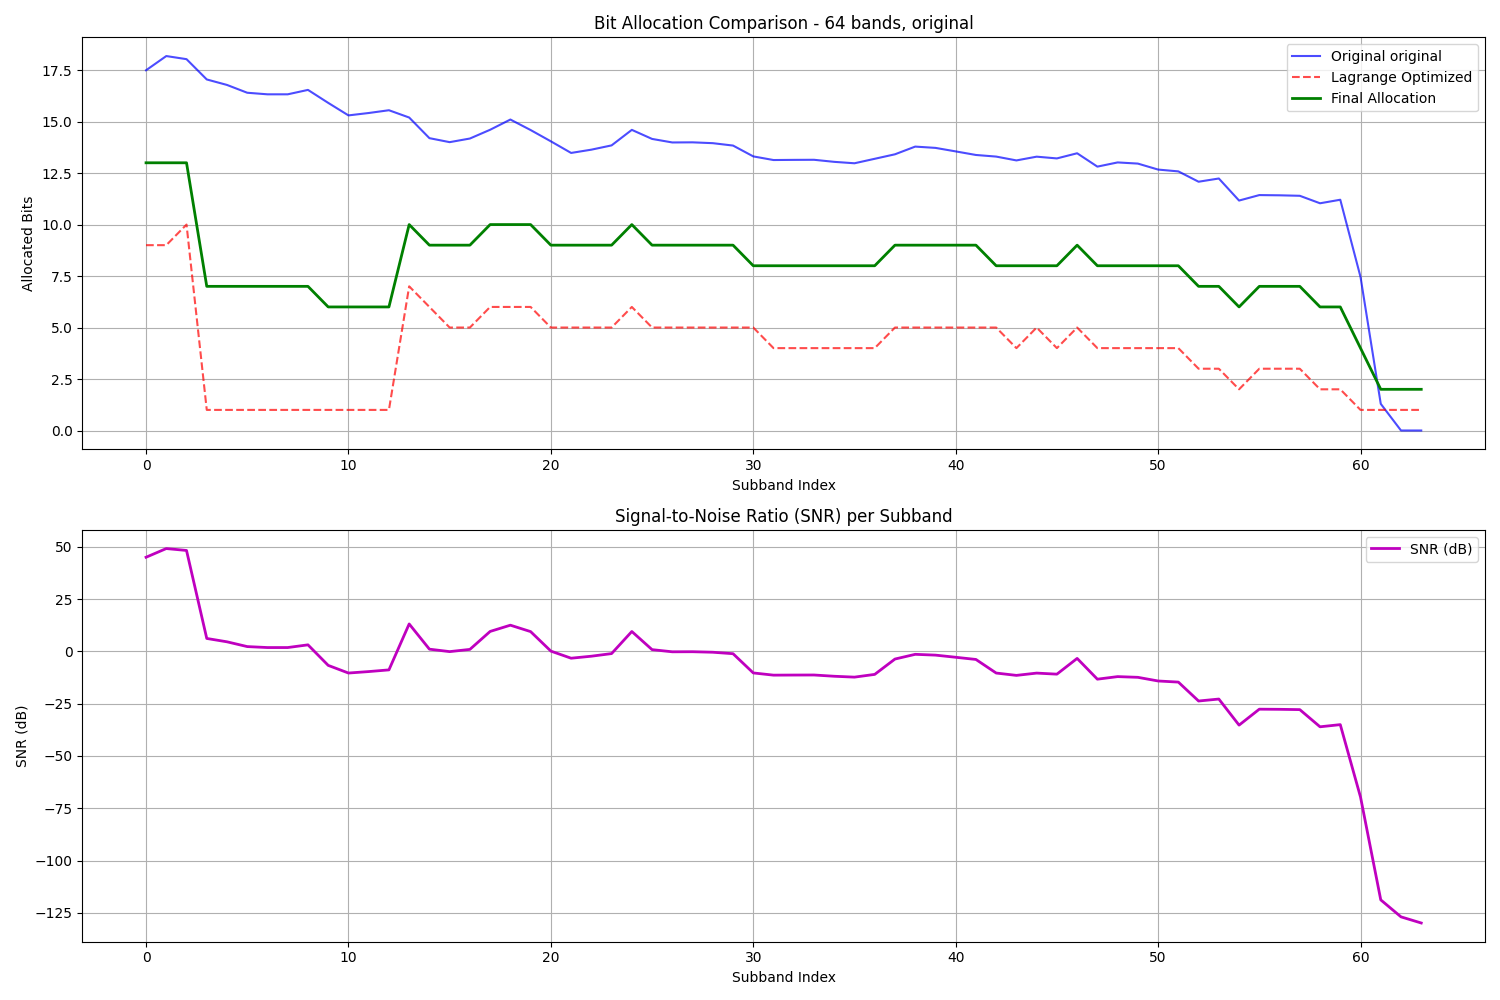 Bit Allocation Comparison - 64 bands, original
Original original
Lagrange Optimized
Final Allocation
Allocated Bits
17.5
15.0
12.5
10.0
7.5
5.0
2.5
0.0
0 10 20 30 40 50 60
Subband Index
Signal-to-Noise Ratio (SNR) per Subband
SNR (dB)
SNR (dB)
50
25
0
−25
−50
−75
−100
−125
0 10 20 30 40 50 60
Subband Index